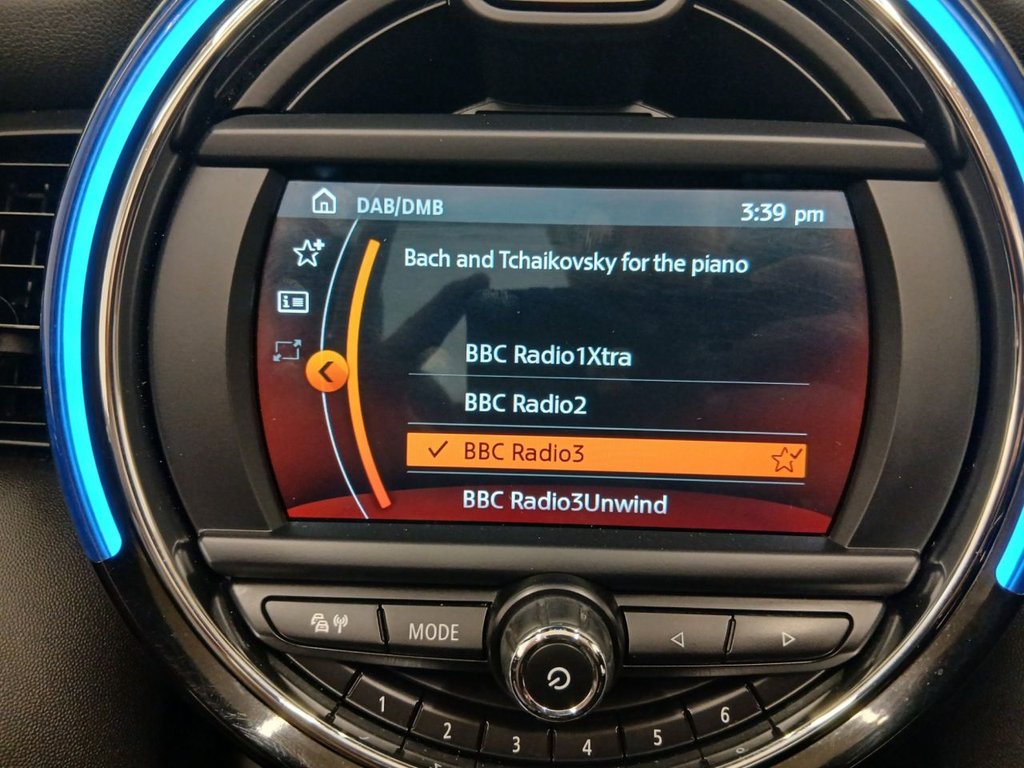 DAB/DMB
3:39 pm
Bach and Tchaikovsky for the piano
BBC Radio1Xtra
BBC Radio2
BBC Radio3
BBC Radio3Unwind
MODE
1
2
3
4
5
6